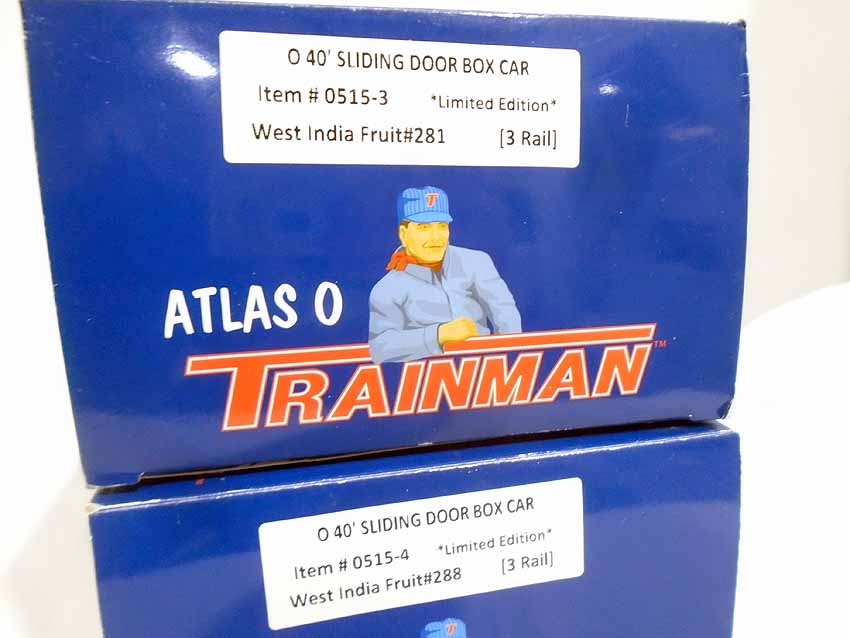 O 40' SLIDING DOOR BOX CAR
Item # 0515-3 *Limited Edition*
West India Fruit#281 [3 Rail]
T
ATLAS O
TRAINMAN™
O 40' SLIDING DOOR BOX CAR
Item # 0515-4 *Limited Edition*
West India Fruit#288 [3 Rail]